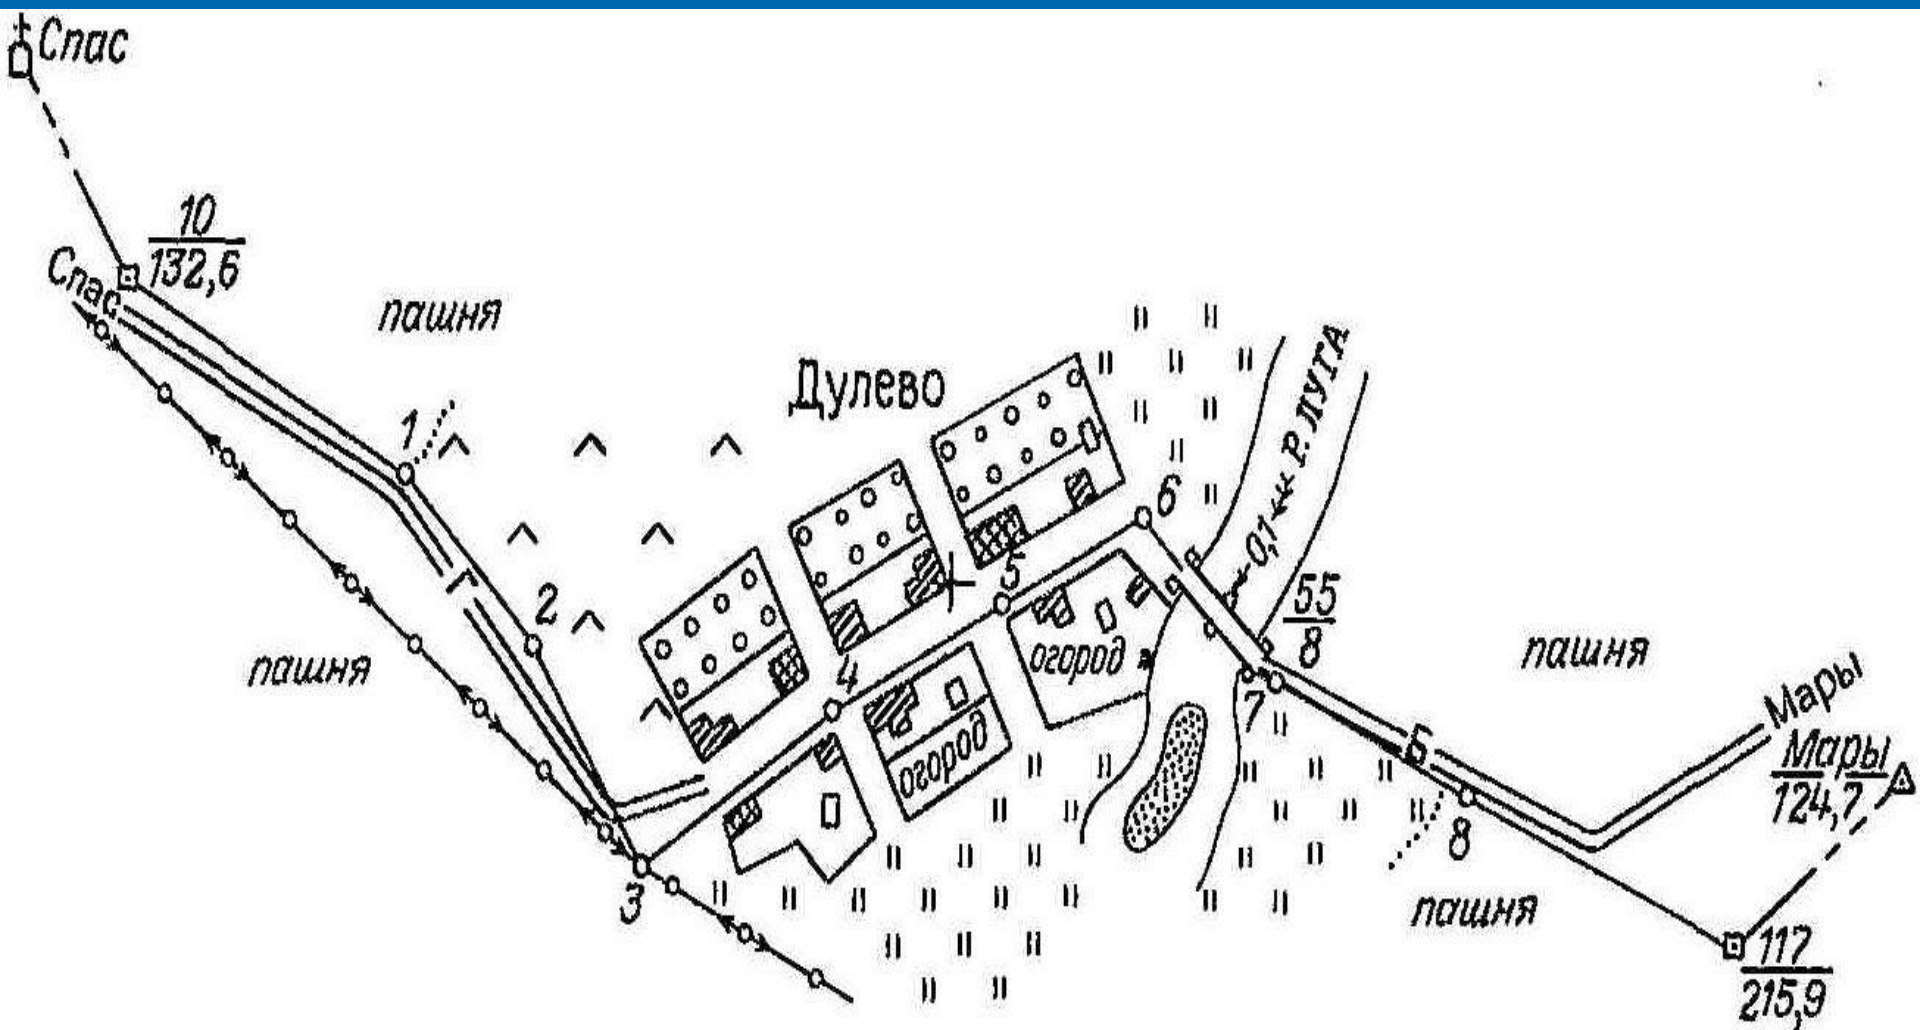 Спас
10
132,6
Спас
пашня
1
Дулево
Р. ЛУГА
0,1
6
5
55
8
2
Г
пашня
4
огород
огород
7
пашня
Мары
Мары
124,7
Б
8
3
пашня
117
215,9